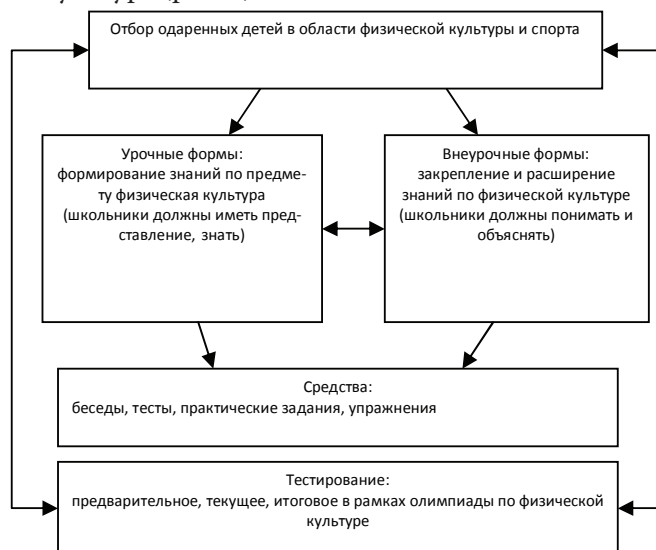 Отбор одаренных детей в области физической культуры и спорта
Урочные формы:
формирование знаний по предме-
ту физическая культура
(школьники должны иметь пред-
ставление, знать)
Внеурочные формы:
закрепление и расширение
знаний по физической культуре
(школьники должны понимать и
объяснять)
Средства:
беседы, тесты, практические задания, упражнения
Тестирование:
предварительное, текущее, итоговое в рамках олимпиады по физической
культуре